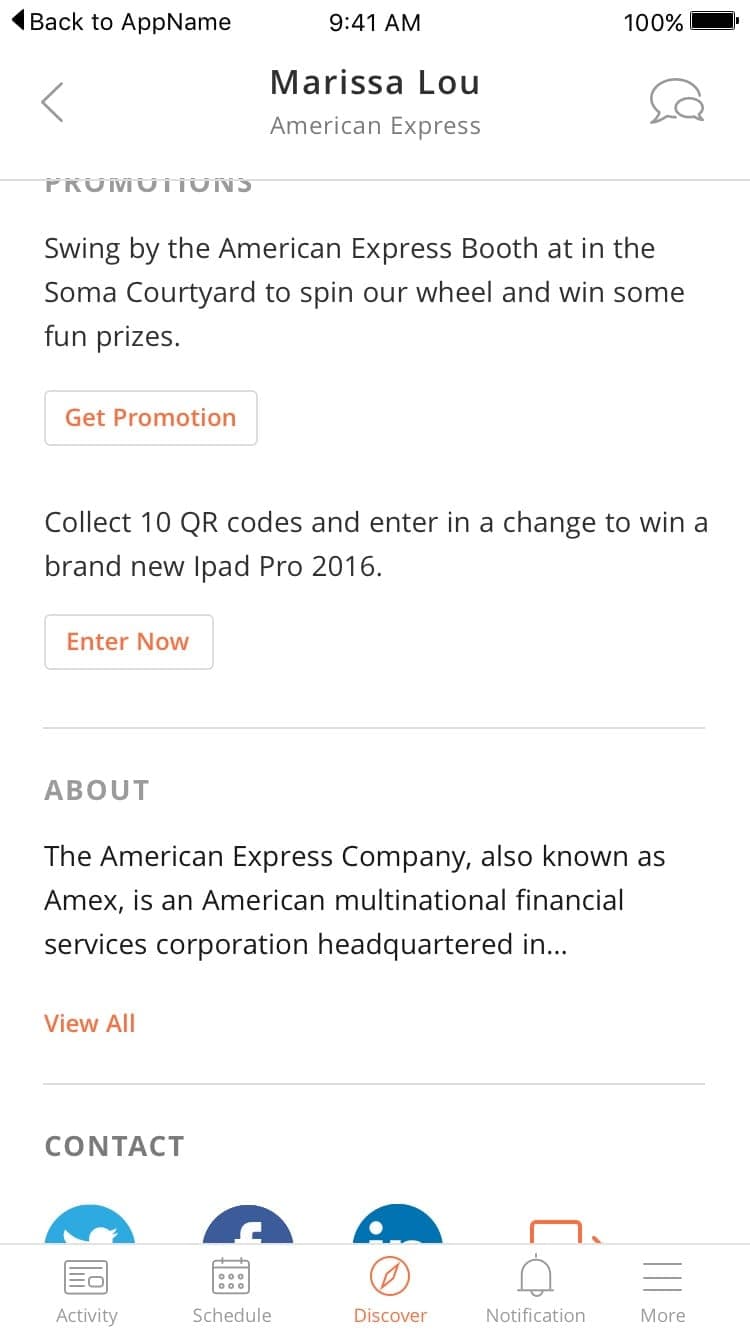 Back to AppName 9:41 AM 100%
Marissa Lou
American Express
PROMOTIONS
Swing by the American Express Booth at in the
Soma Courtyard to spin our wheel and win some
fun prizes.
Get Promotion
Collect 10 QR codes and enter in a change to win a
brand new Ipad Pro 2016.
Enter Now
ABOUT
The American Express Company, also known as
Amex, is an American multinational financial
services corporation headquartered in...
View All
CONTACT
Activity Schedule Discover Notification More